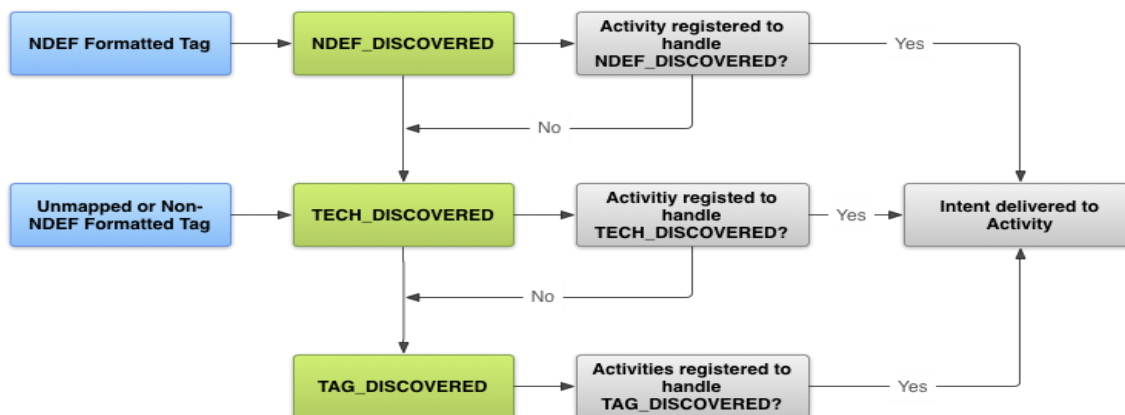 NDEF Formatted Tag
NDEF_DISCOVERED
Activity registered to
handle
NDEF_DISCOVERED?
Yes
No
Unmapped or Non-
NDEF Formatted Tag
TECH_DISCOVERED
Activitiy registed to
handle
TECH_DISCOVERED?
Yes
Intent delivered to
Activity
No
TAG_DISCOVERED
Activities registered to
handle
TAG_DISCOVERED?
Yes